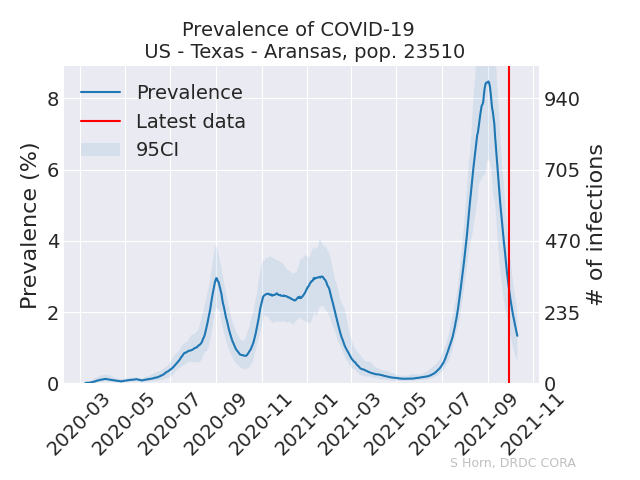 Prevalence of COVID-19
US - Texas - Aransas, pop. 23510
Prevalence
Latest data
95CI
Prevalence (%)
8
6
4
2
0
940
705
470
235
0
# of infections
2020-03
2020-05
2020-07
2020-09
2020-11
2021-01
2021-03
2021-05
2021-07
2021-09
2021-11
S Horn, DRDC CORA